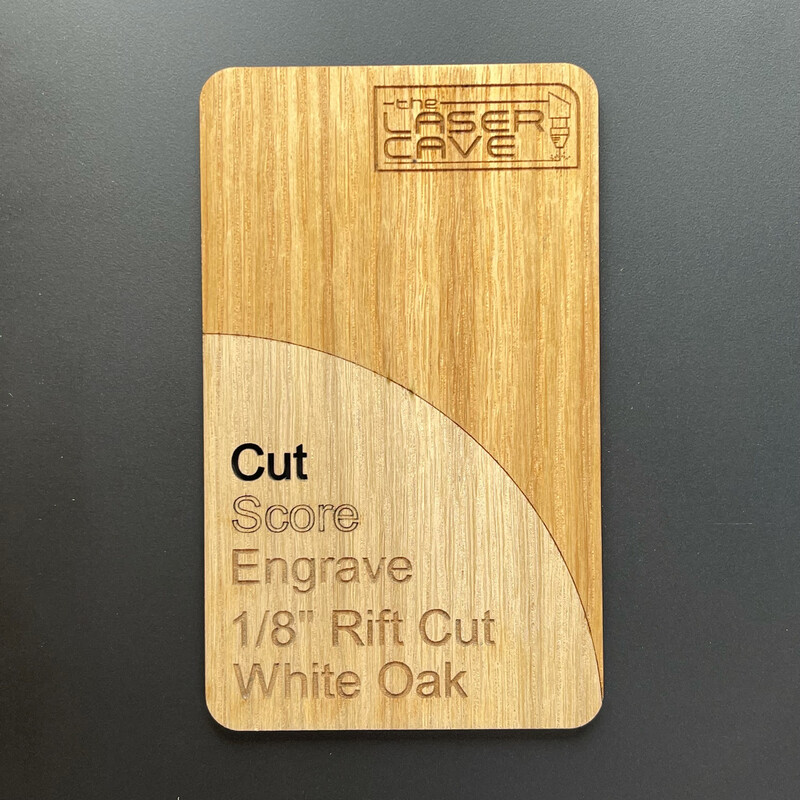 the
LASER
CAVE
Cut
Score
Engrave
1/8" Rift Cut
White Oak